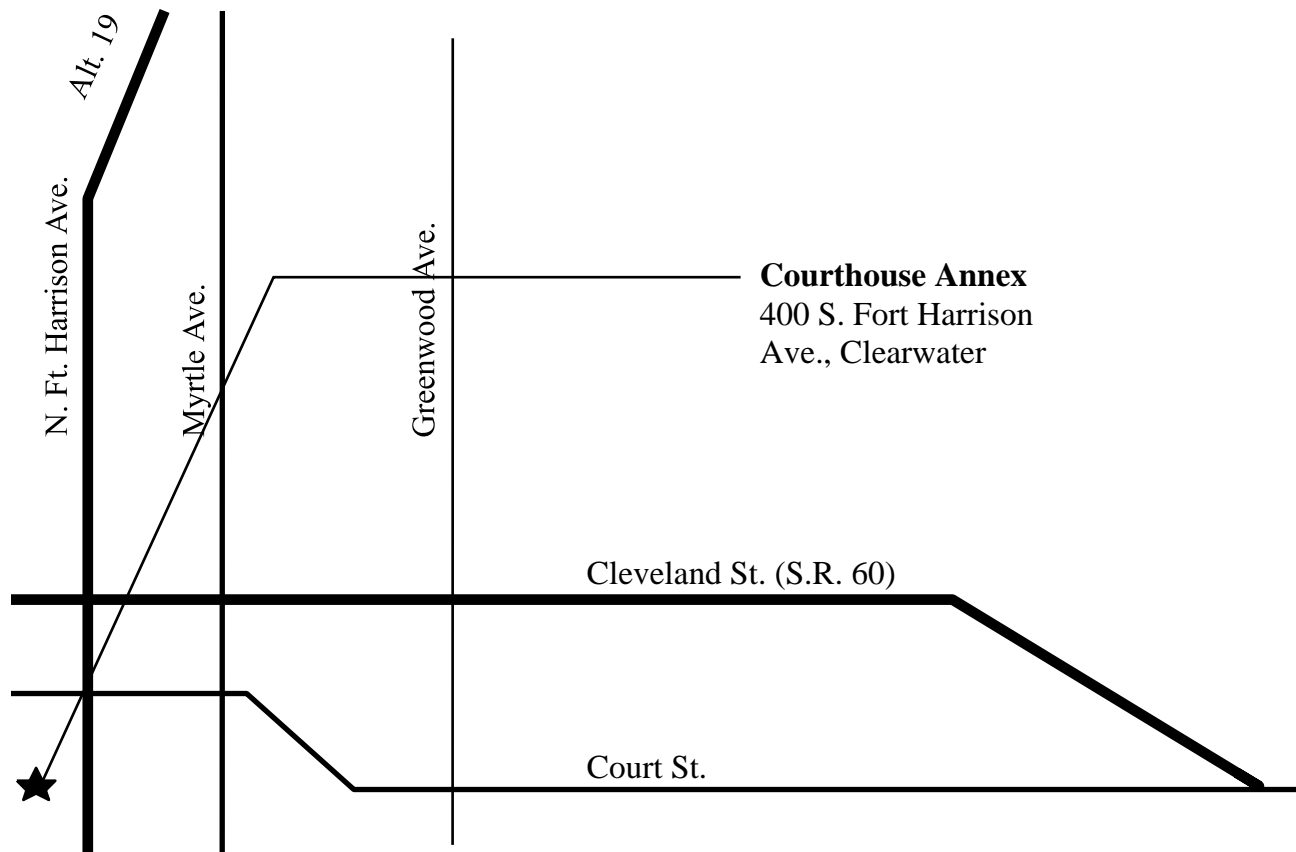 Alt. 19
N. Ft. Harrison Ave.
Myrtle Ave.
Greenwood Ave.
Courthouse Annex
400 S. Fort Harrison
Ave., Clearwater
Cleveland St. (S.R. 60)
Court St.